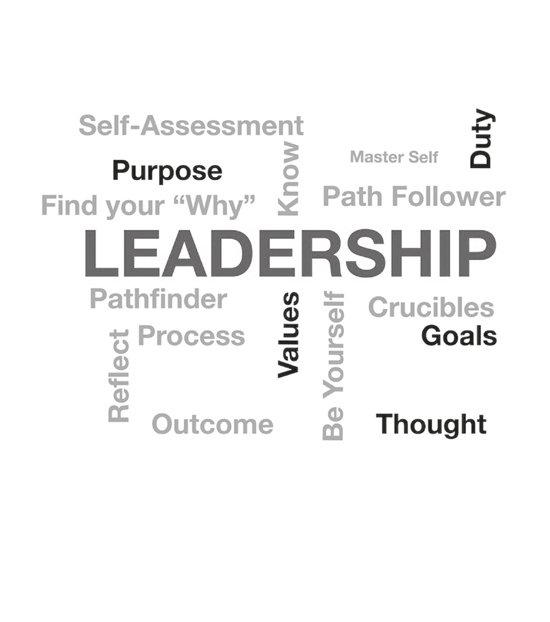 Self-Assessment
Duty
Know
Master Self
Purpose
Path Follower
Find your “Why”
LEADERSHIP
Pathfinder
Values
Be Yourself
Crucibles
Reflect
Process
Goals
Outcome
Thought